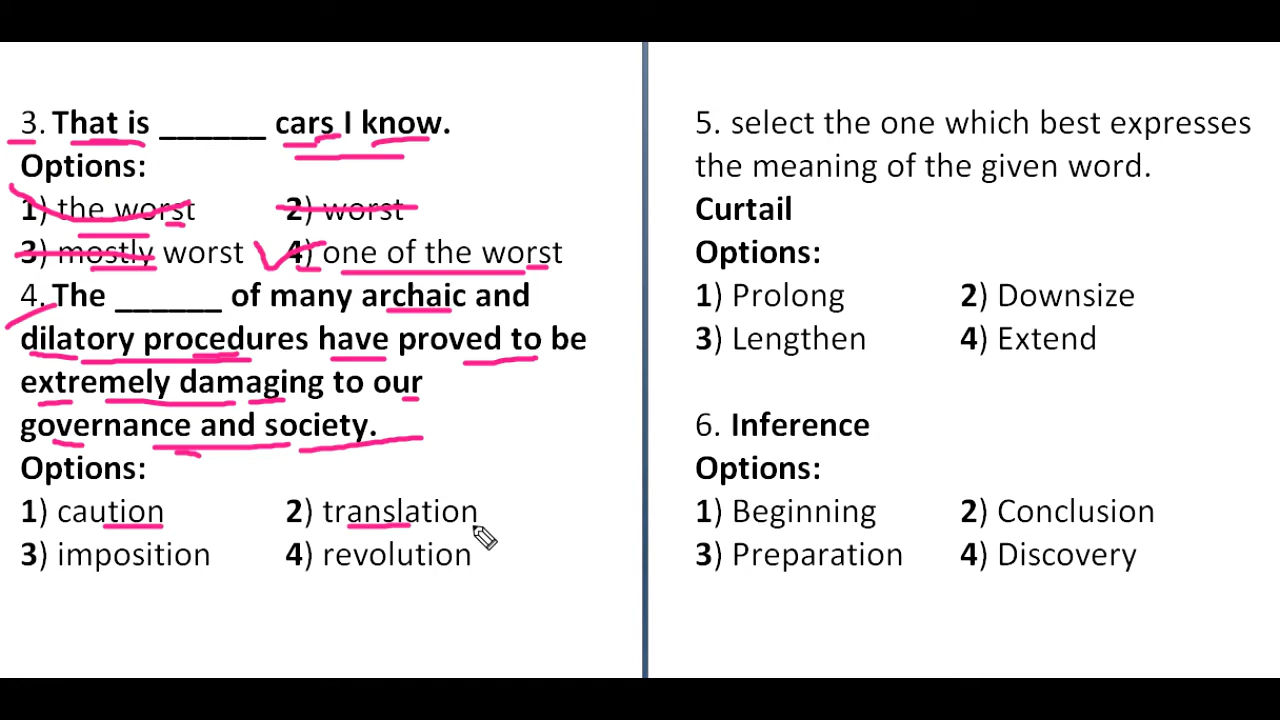 3. That is ______ cars I know.
Options:
1) the worst 2) worst
3) mostly worst 4) one of the worst
4. The ______ of many archaic and
dilatory procedures have proved to be
extremely damaging to our
governance and society.
Options:
1) caution 2) translation
3) imposition 4) revolution
5. select the one which best expresses
the meaning of the given word.
Curtail
Options:
1) Prolong 2) Downsize
3) Lengthen 4) Extend
6. Inference
Options:
1) Beginning 2) Conclusion
3) Preparation 4) Discovery